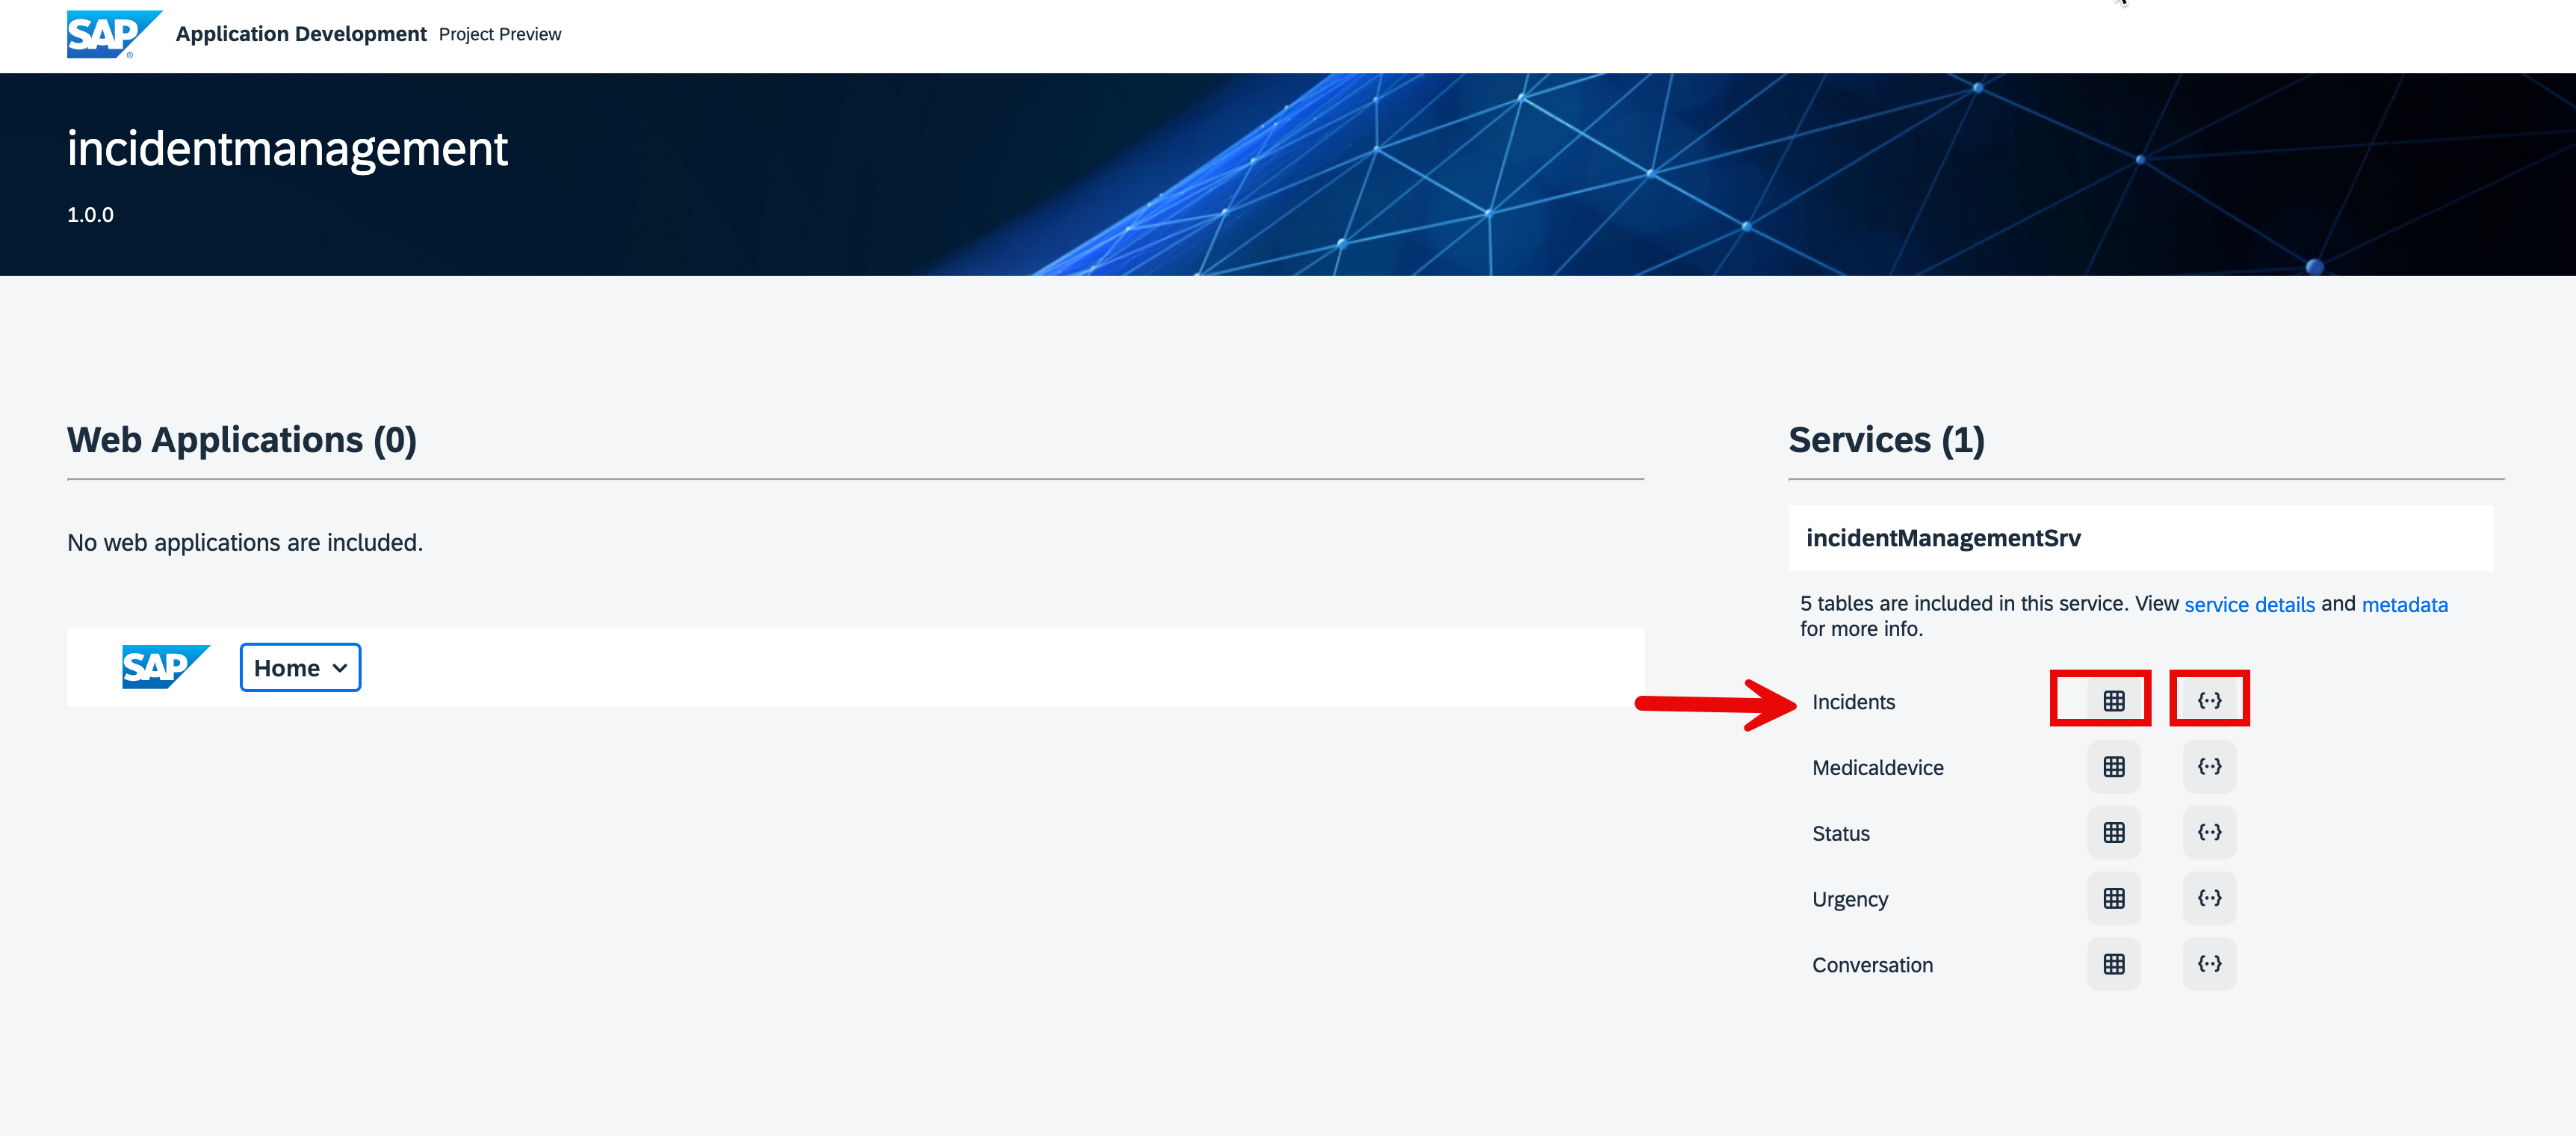 SAP Application Development Project Preview
incidentmanagement
1.0.0
Web Applications (0)
No web applications are included.
SAP Home
Services (1)
incidentManagementSrv
5 tables are included in this service. View service details and metadata
for more info.
Incidents
Medicaldevice
Status
Urgency
Conversation